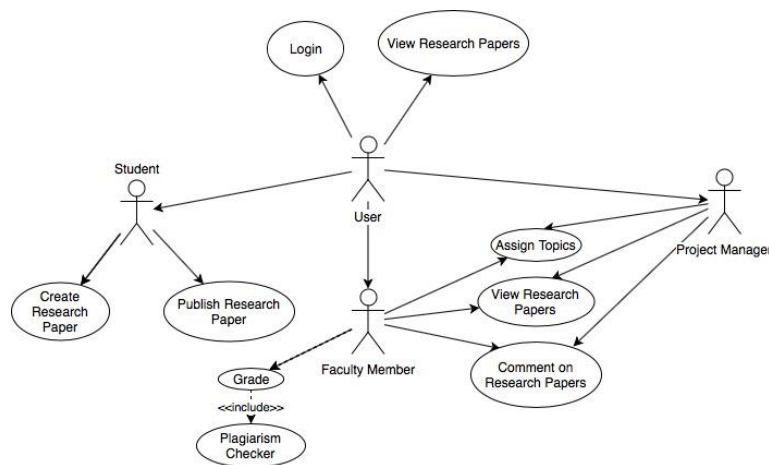 Login
View Research Papers
Student
User
Project Manager
Assign Topics
View Research
Papers
Create
Research
Paper
Publish Research
Paper
Faculty Member
Comment on
Research Papers
Grade
<<include>>
Plagiarism
Checker